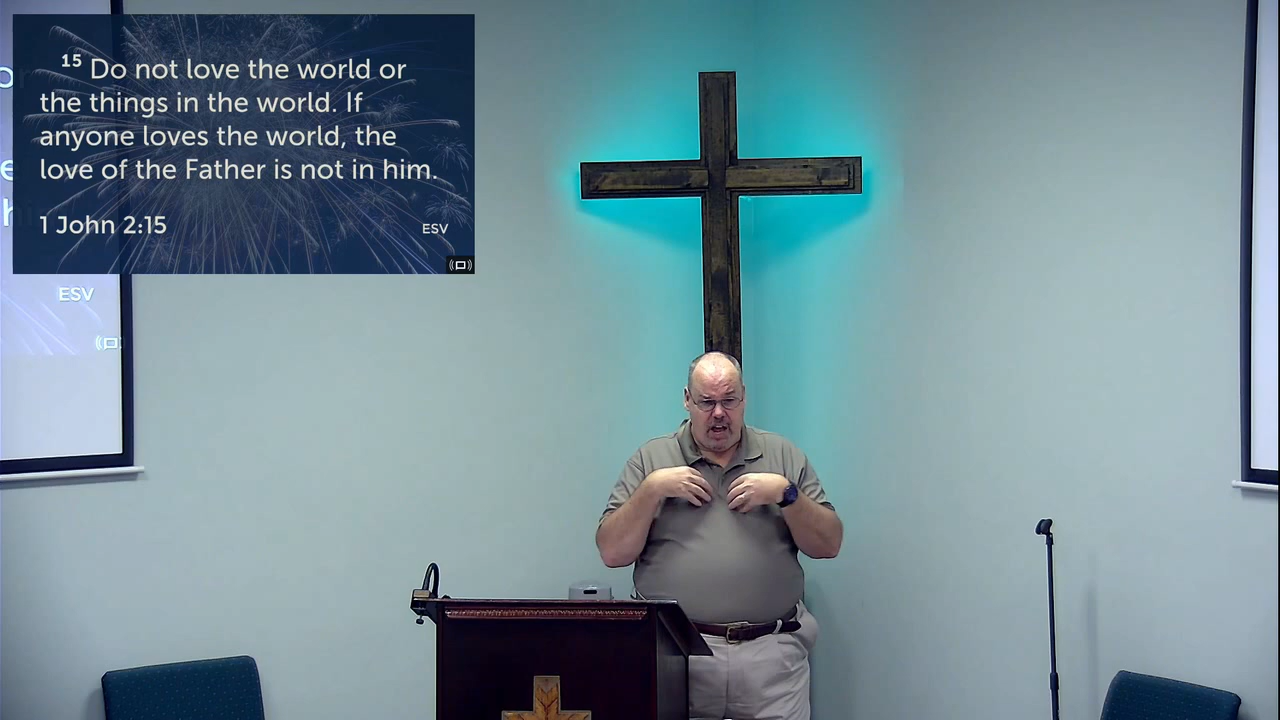 15 Do not love the world or
the things in the world. If
anyone loves the world, the
love of the Father is not in him.
1 John 2:15
ESV
ESV